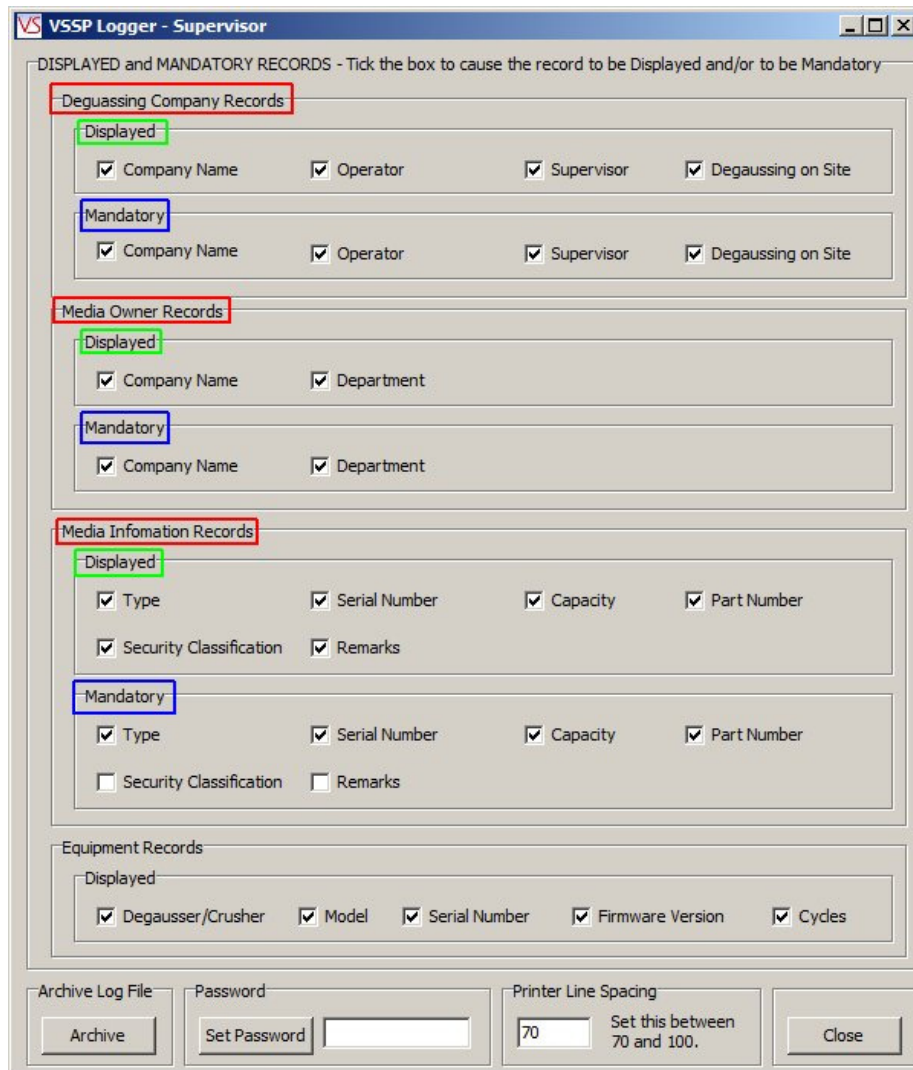 VS VSSP Logger - Supervisor
DISPLAYED and MANDATORY RECORDS - Tick the box to cause the record to be Displayed and/or to be Mandatory
Deguassing Company Records
Displayed
Company Name Operator Supervisor Degaussing on Site
Mandatory
Company Name Operator Supervisor Degaussing on Site
Media Owner Records
Displayed
Company Name Department
Mandatory
Company Name Department
Media Infomation Records
Displayed
Type Serial Number Capacity Part Number
Security Classification Remarks
Mandatory
Type Serial Number Capacity Part Number
Security Classification Remarks
Equipment Records
Displayed
Degausser/Crusher Model Serial Number Firmware Version Cycles
Archive Log File Password Printer Line Spacing
Archive Set Password 70 Set this between
70 and 100. Close